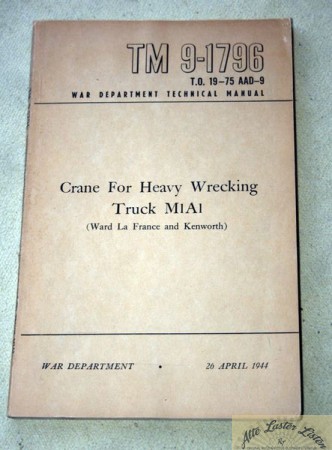 TM 9-1796
T.O. 19-75 AAD-9
WAR DEPARTMENT TECHNICAL MANUAL
Crane For Heavy Wrecking
Truck M1A1
(Ward La France and Kenworth)
WAR DEPARTMENT • 26 APRIL 1944
Alte Laster Listen